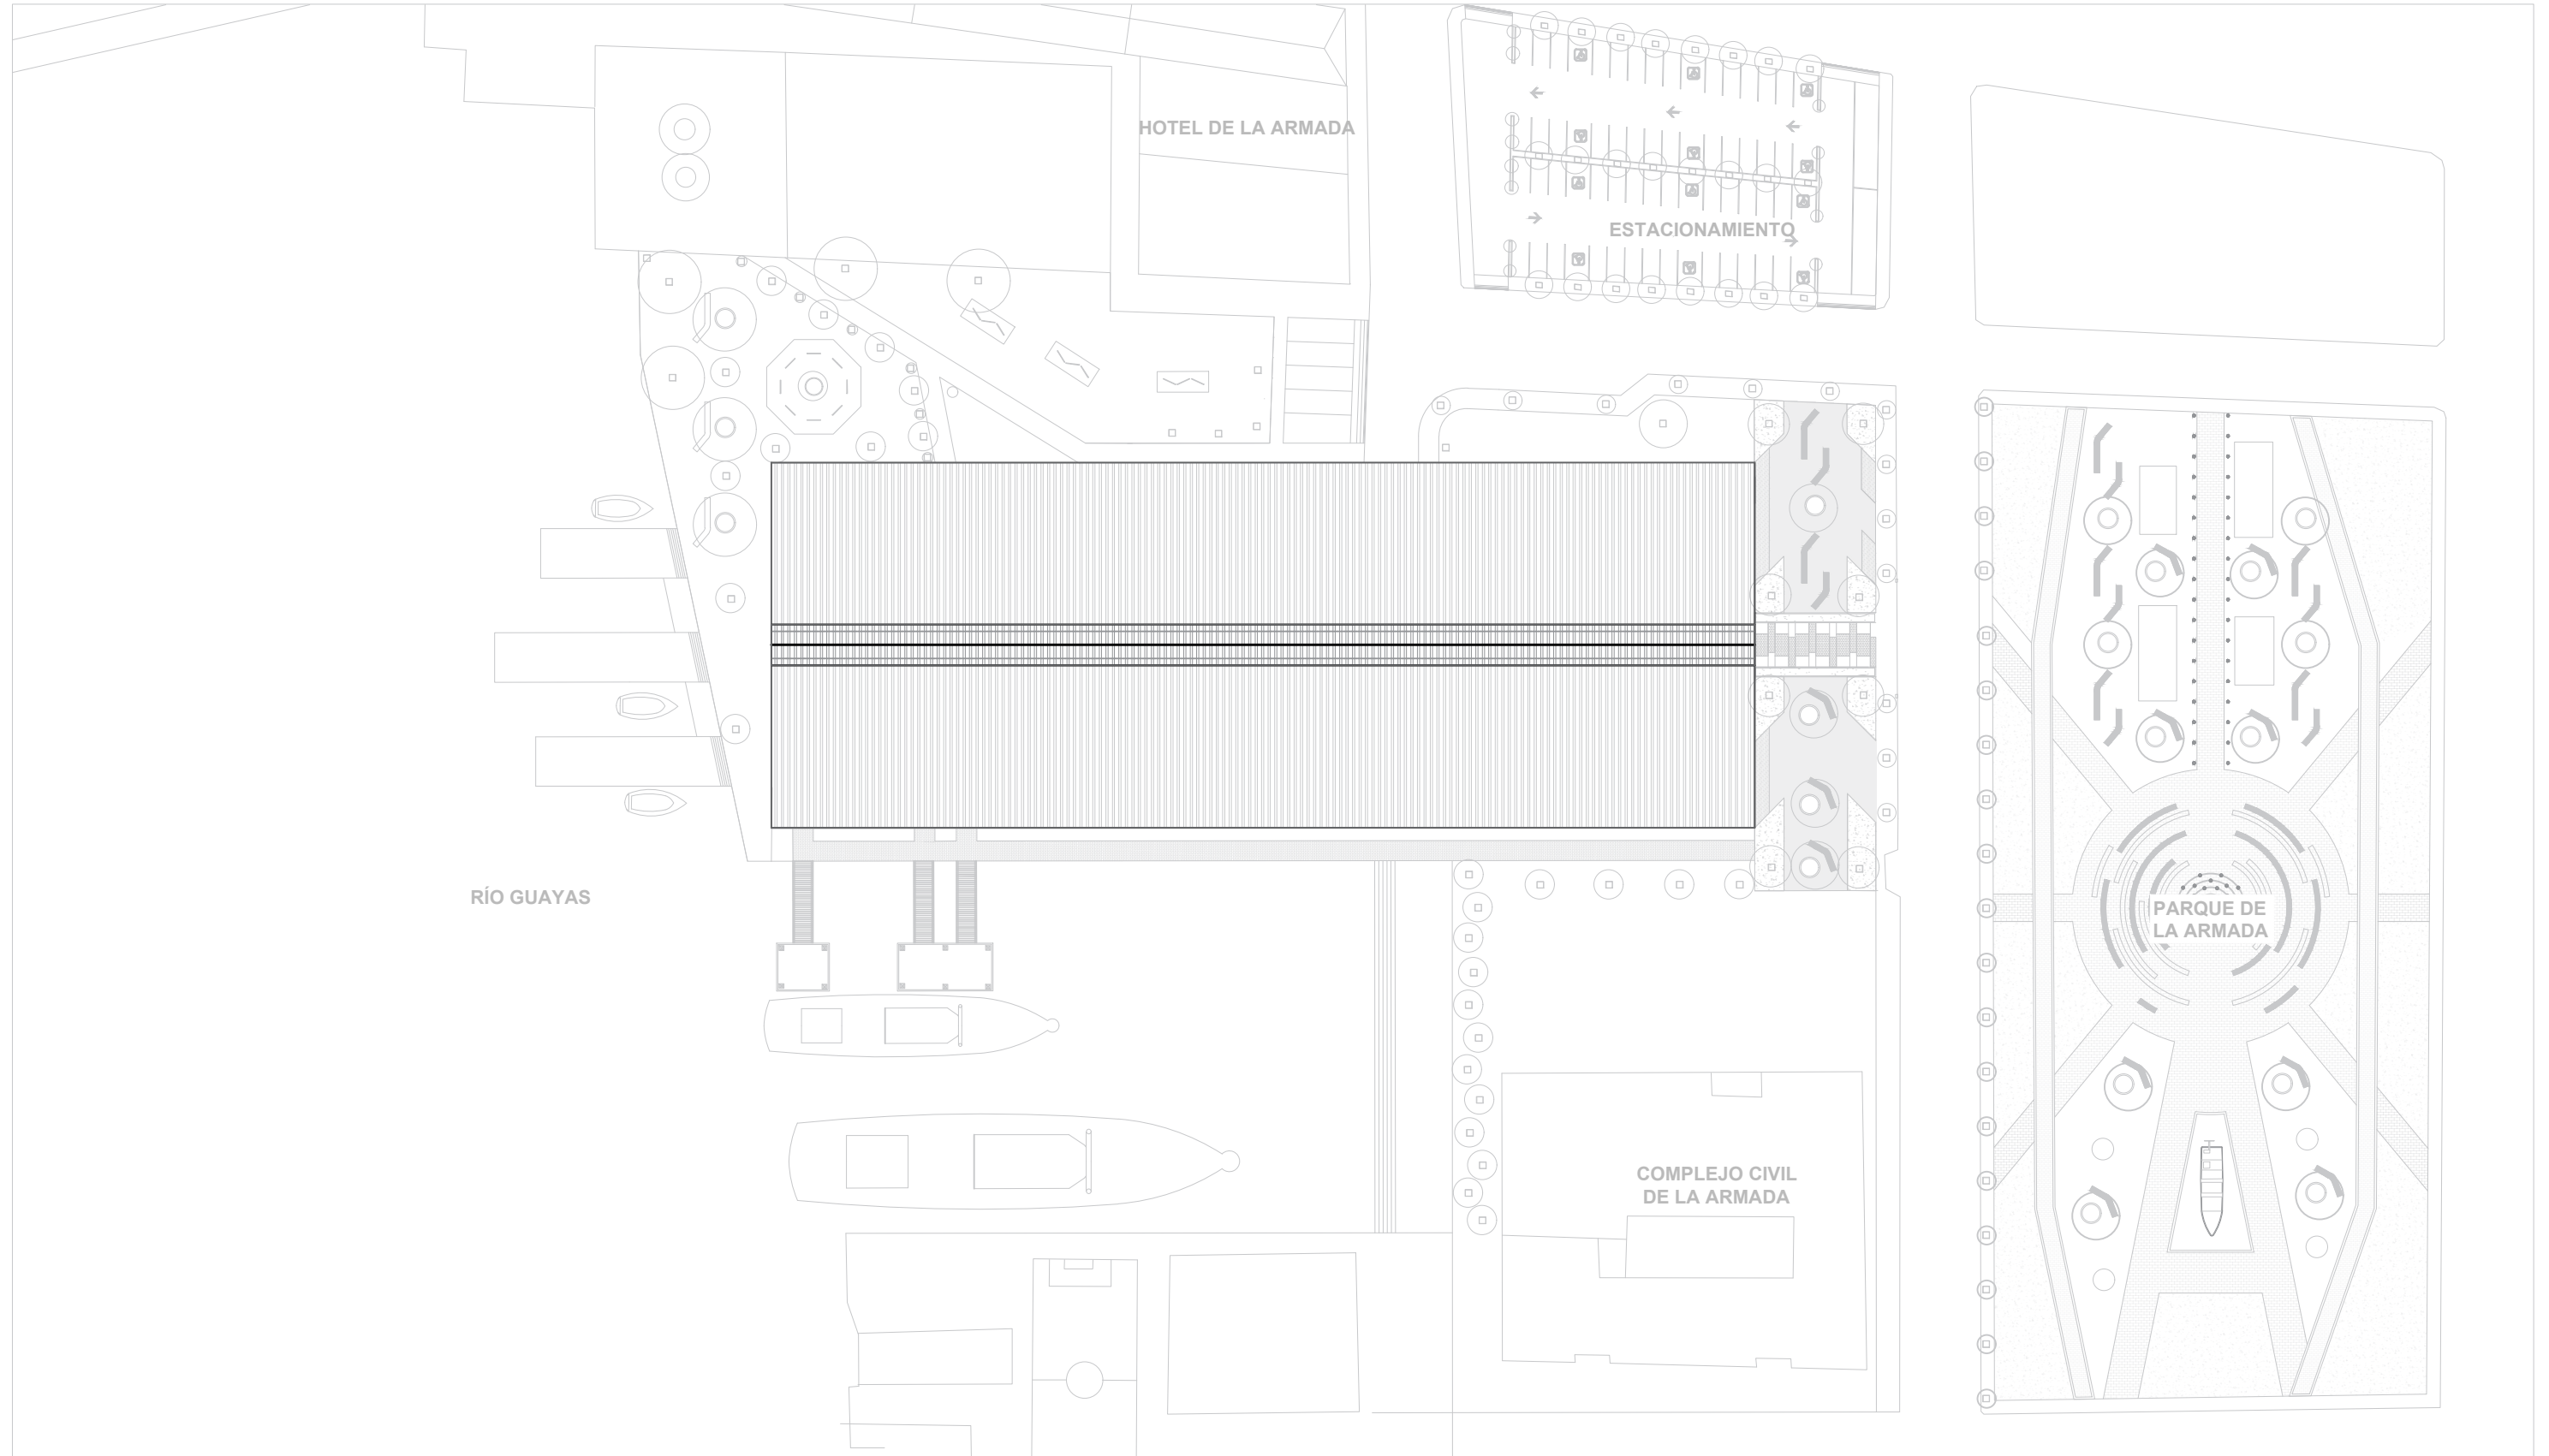 HOTEL DE LA ARMADA
ESTACIONAMIENTO
RÍO GUAYAS
PARQUE DE
LA ARMADA
COMPLEJO CIVIL
DE LA ARMADA